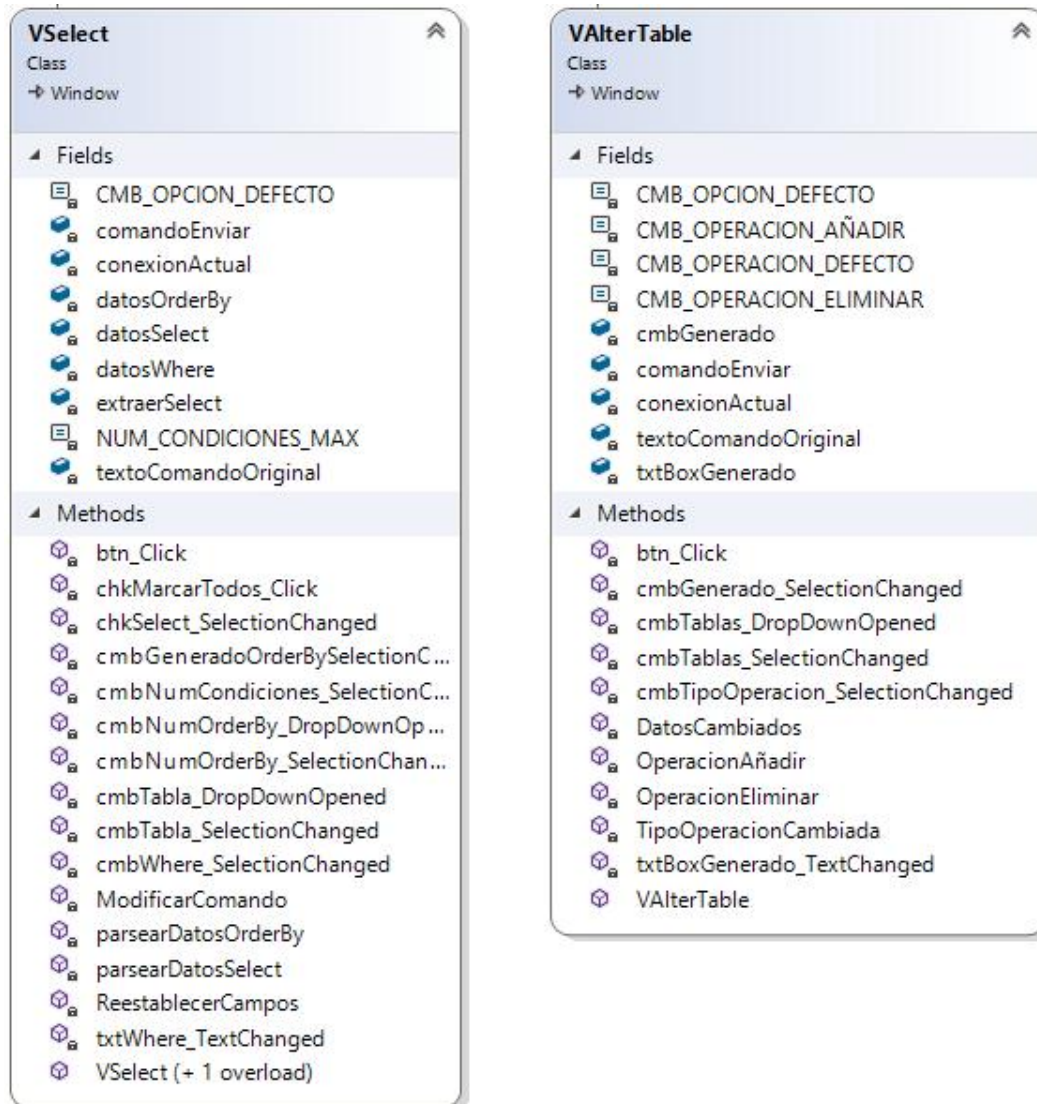 VSelect
Class
Window
Fields
CMB_OPCION_DEFECTO
comandoEnviar
conexionActual
datosOrderBy
datosSelect
datosWhere
extraerSelect
NUM_CONDICIONES_MAX
textoComandoOriginal
Methods
btn_Click
chkMarcarTodos_Click
chkSelect_SelectionChanged
cmbGeneradoOrderBySelectionC...
cmbNumCondiciones_SelectionC...
cmbNumOrderBy_DropDownOp...
cmbNumOrderBy_SelectionChan...
cmbTabla_DropDownOpened
cmbTabla_SelectionChanged
cmbWhere_SelectionChanged
ModificarComando
parsearDatosOrderBy
parsearDatosSelect
ReestablecerCampos
txtWhere_TextChanged
VSelect (+ 1 overload)
VAlterTable
Class
Window
Fields
CMB_OPCION_DEFECTO
CMB_OPERACION_AÑADIR
CMB_OPERACION_DEFECTO
CMB_OPERACION_ELIMINAR
cmbGenerado
comandoEnviar
conexionActual
textoComandoOriginal
txtBoxGenerado
Methods
btn_Click
cmbGenerado_SelectionChanged
cmbTablas_DropDownOpened
cmbTablas_SelectionChanged
cmbTipoOperacion_SelectionChanged
DatosCambiados
OperacionAñadir
OperacionEliminar
TipoOperacionCambiada
txtBoxGenerado_TextChanged
VAlterTable